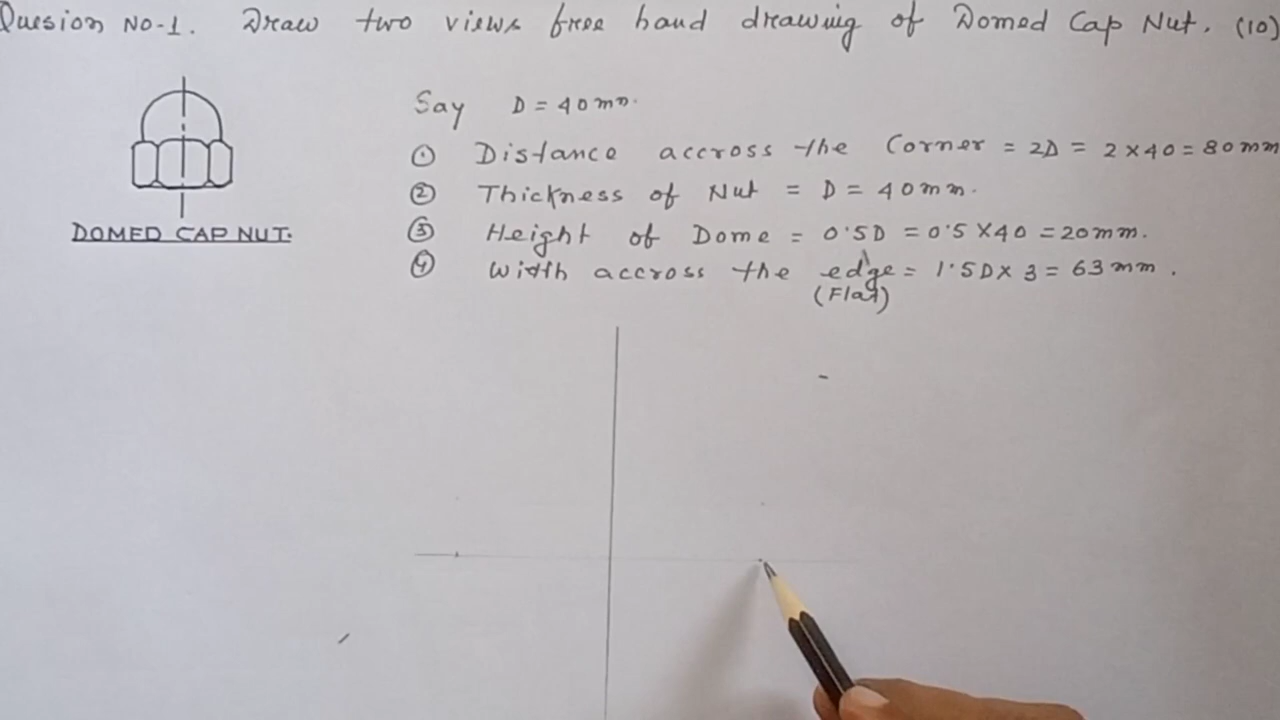 Quesion No-1. Draw two views free hand drawing of Domed Cap Nut. (10)
Say D = 40mm.
① Distance accross the Corner = 2D = 2×40 = 80mm
② Thickness of Nut = D = 40mm.
③ Height of Dome = 0.5D = 0.5×40 = 20mm.
④ Width accross the edge = 1.5D×3 = 63mm.
(Flat)
DOMED CAP NUT.